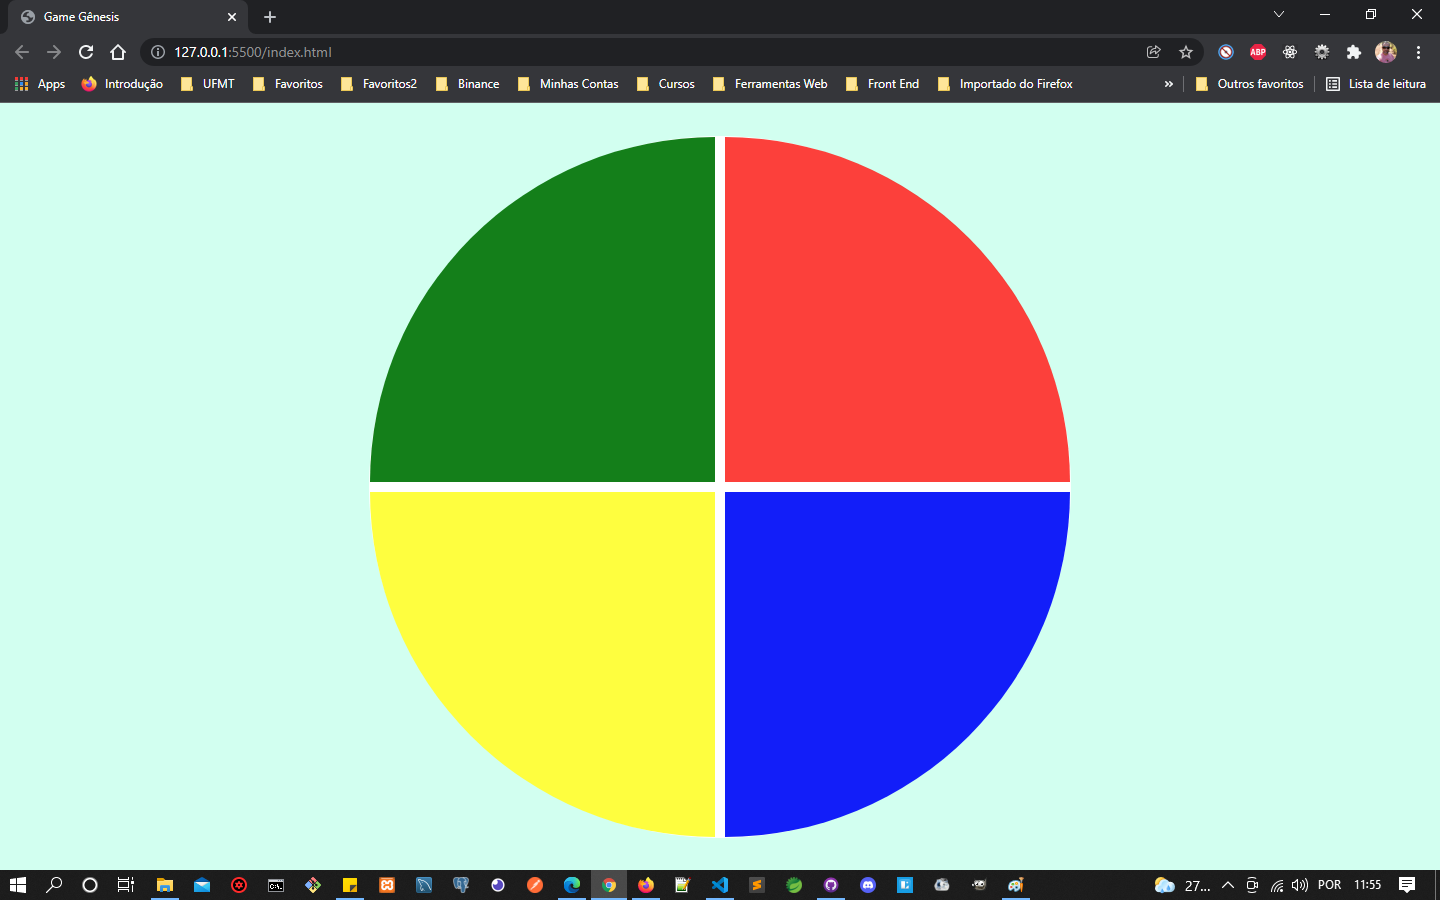 Game Gênesis
127.0.0.1:5500/index.html
ABP
Apps Introdução UFMT Favoritos Favoritos2 Binance Minhas Contas Cursos Ferramentas Web Front End Importado do Firefox » Outros favoritos Lista de leitura
27... POR 11:55